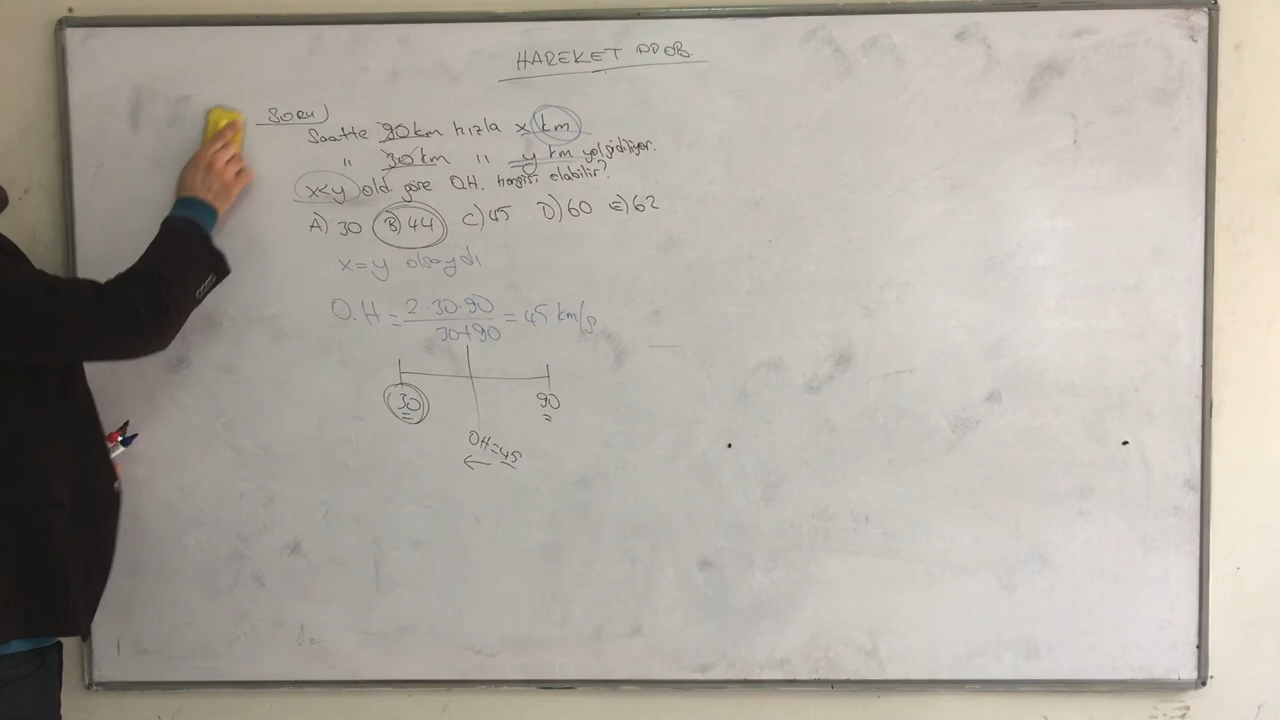 HAREKET PROB.
Soru)
Saatte 90km hızla x km
" 30km " y km yol gidiliyor.
x<y old. göre O.H. hangisi olabilir?
A) 30 B) 44 C) 45 D) 60 E) 62
x=y olsaydı
O.H = 2·30·90 / 30+90 = 45 km/s
30 90
OH=45
←